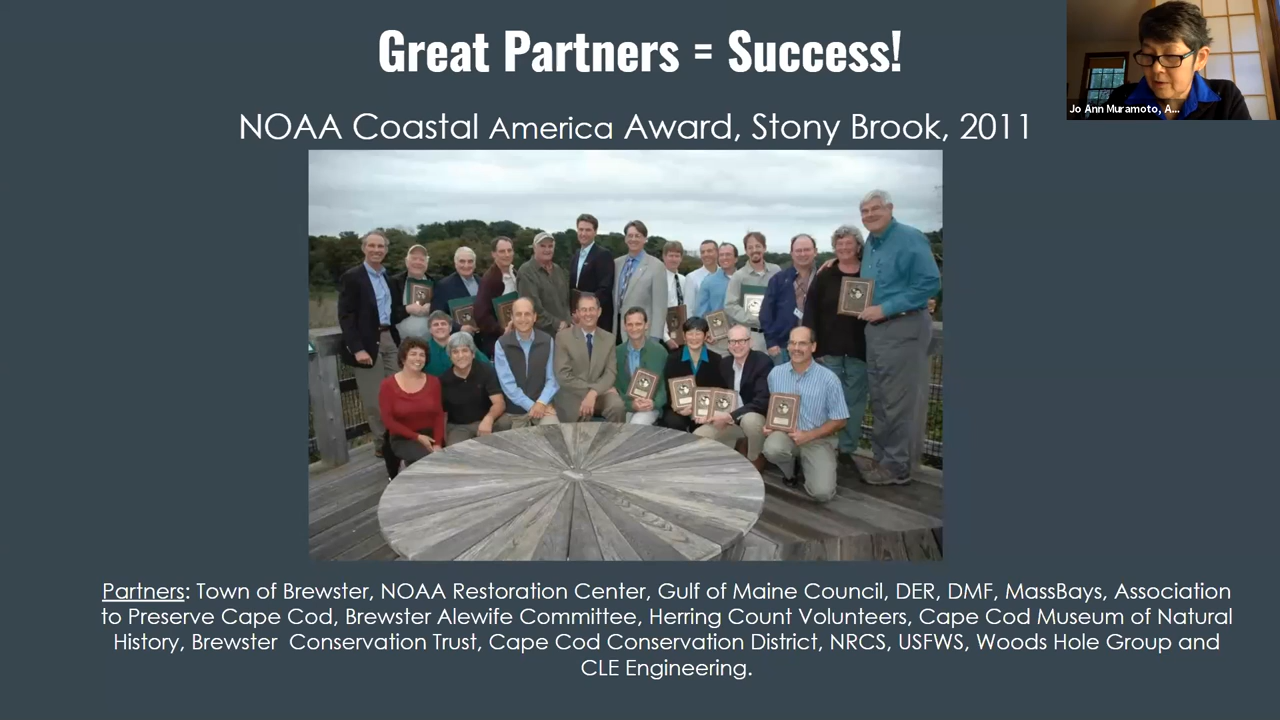 Great Partners = Success!
Jo Ann Muramoto, A...
NOAA Coastal America Award, Stony Brook, 2011
Partners: Town of Brewster, NOAA Restoration Center, Gulf of Maine Council, DER, DMF, MassBays, Association
to Preserve Cape Cod, Brewster Alewife Committee, Herring Count Volunteers, Cape Cod Museum of Natural
History, Brewster  Conservation Trust, Cape Cod Conservation District, NRCS, USFWS, Woods Hole Group and
CLE Engineering.